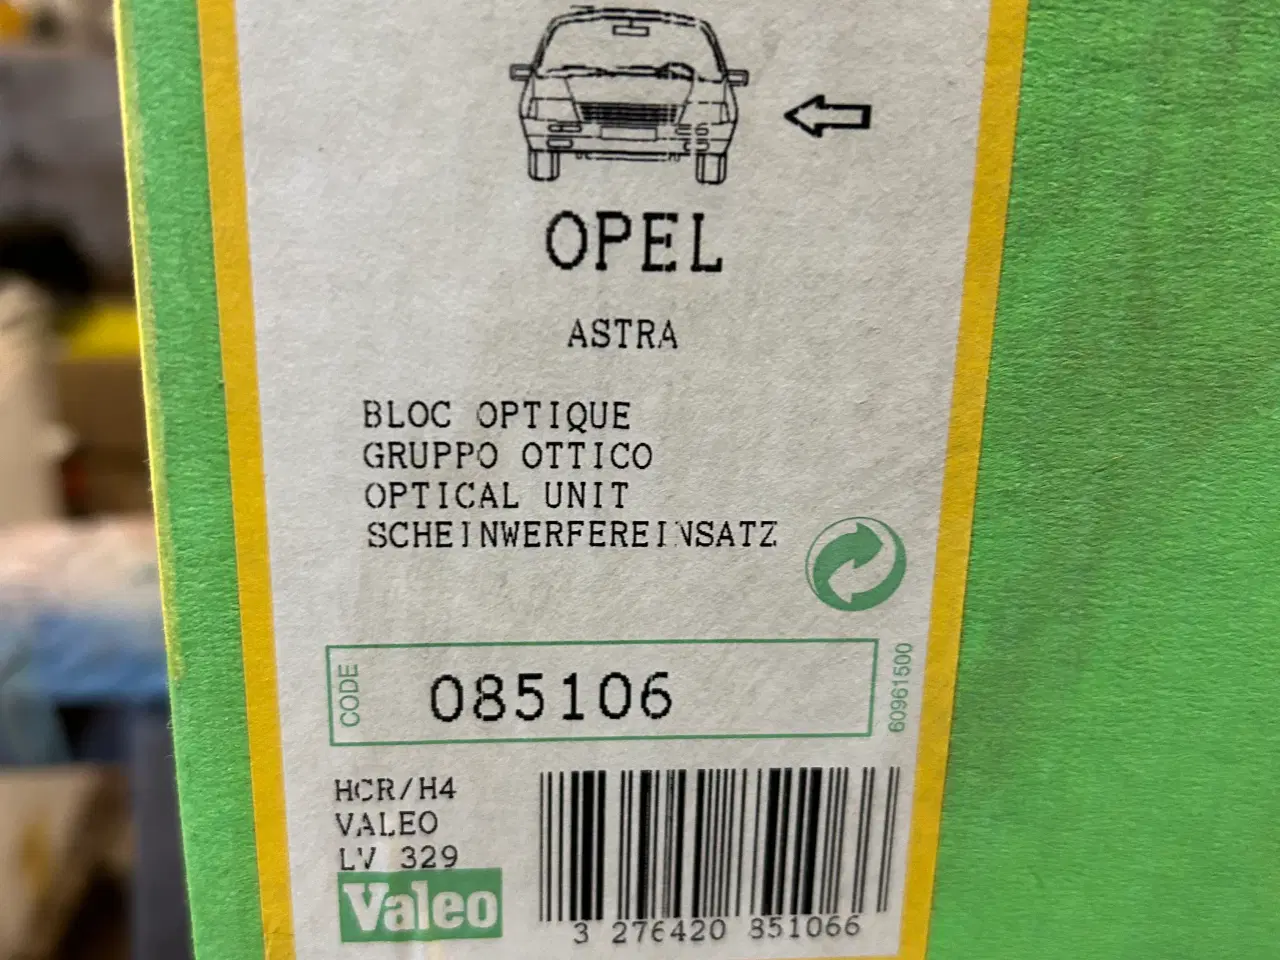 OPEL
ASTRA
BLOC OPTIQUE
GRUPPO OTTICO
OPTICAL UNIT
SCHEINWERFEREINSATZ
CODE
085106
60961500
HCR/H4
VALEO
LV 329
Valeo
3 276420 851066